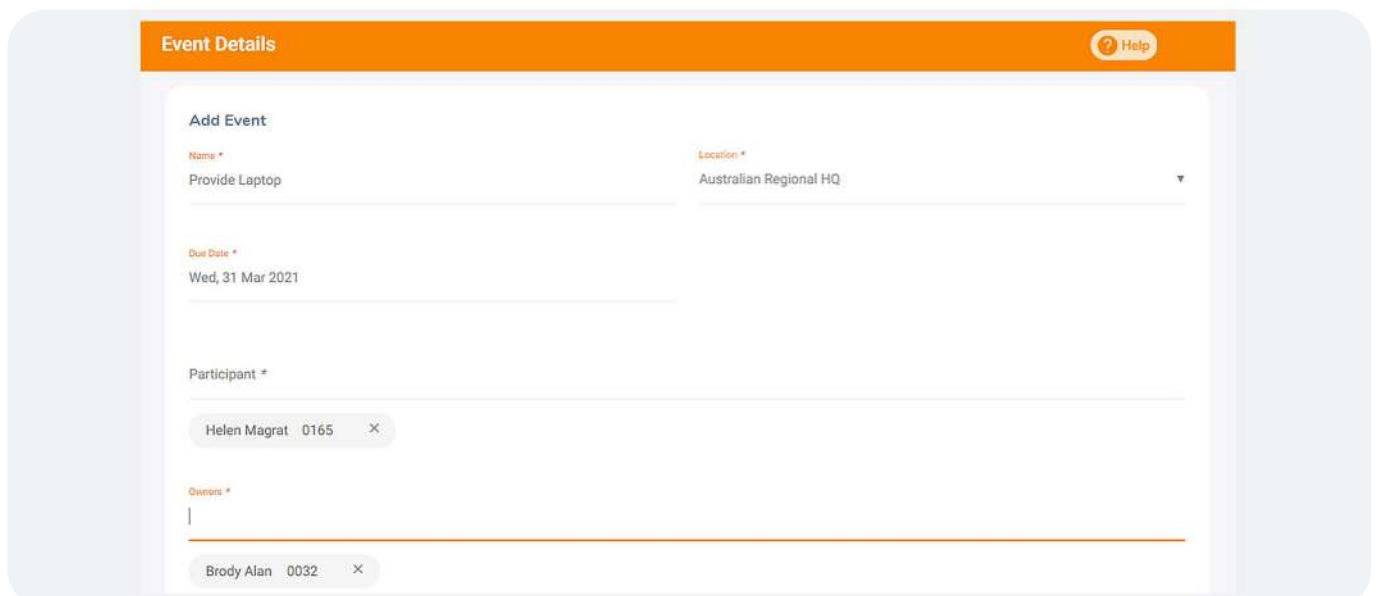 Event Details
Help
Add Event
Name *
Location *
Provide Laptop
Australian Regional HQ
Due Date *
Wed, 31 Mar 2021
Participant *
Helen Magrat 0165 ×
Owners *
Brody Alan 0032 ×